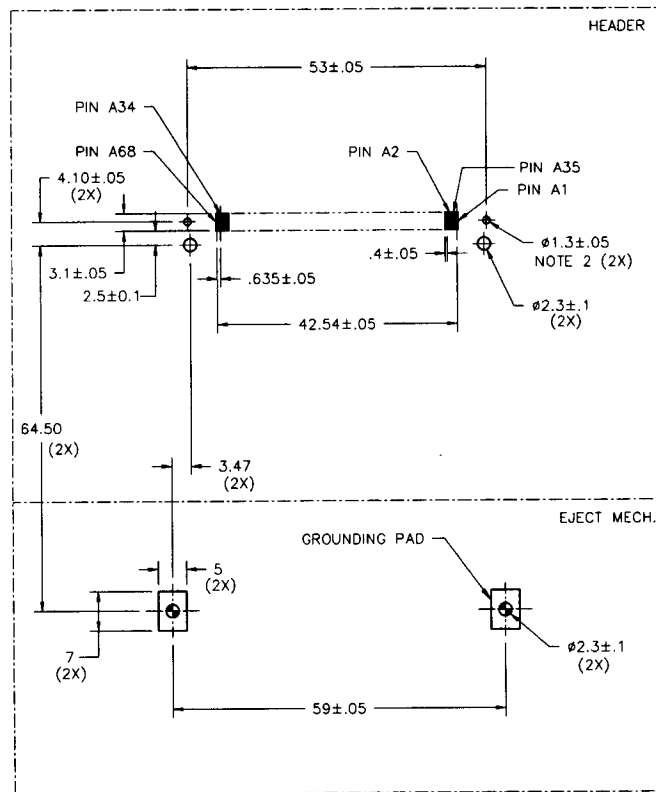 HEADER
53±.05
PIN A34
PIN A68
PIN A2
PIN A35
PIN A1
4.10±.05
(2X)
ø1.3±.05
NOTE 2 (2X)
3.1±.05
.635±.05
.4±.05
2.5±0.1
ø2.3±.1
(2X)
42.54±.05
64.50
(2X)
3.47
(2X)
EJECT MECH.
GROUNDING PAD
5
(2X)
7
(2X)
ø2.3±.1
(2X)
59±.05